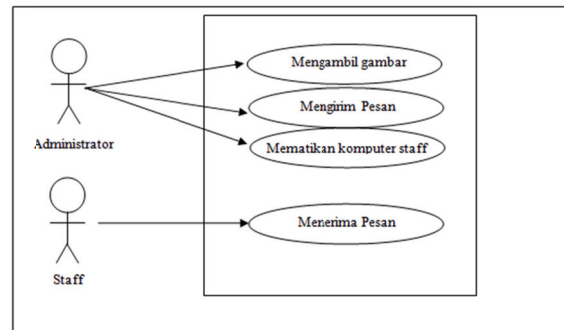 Mengambil gambar
Mengirim Pesan
Administrator
Mematikan komputer staff
Menerima Pesan
Staff